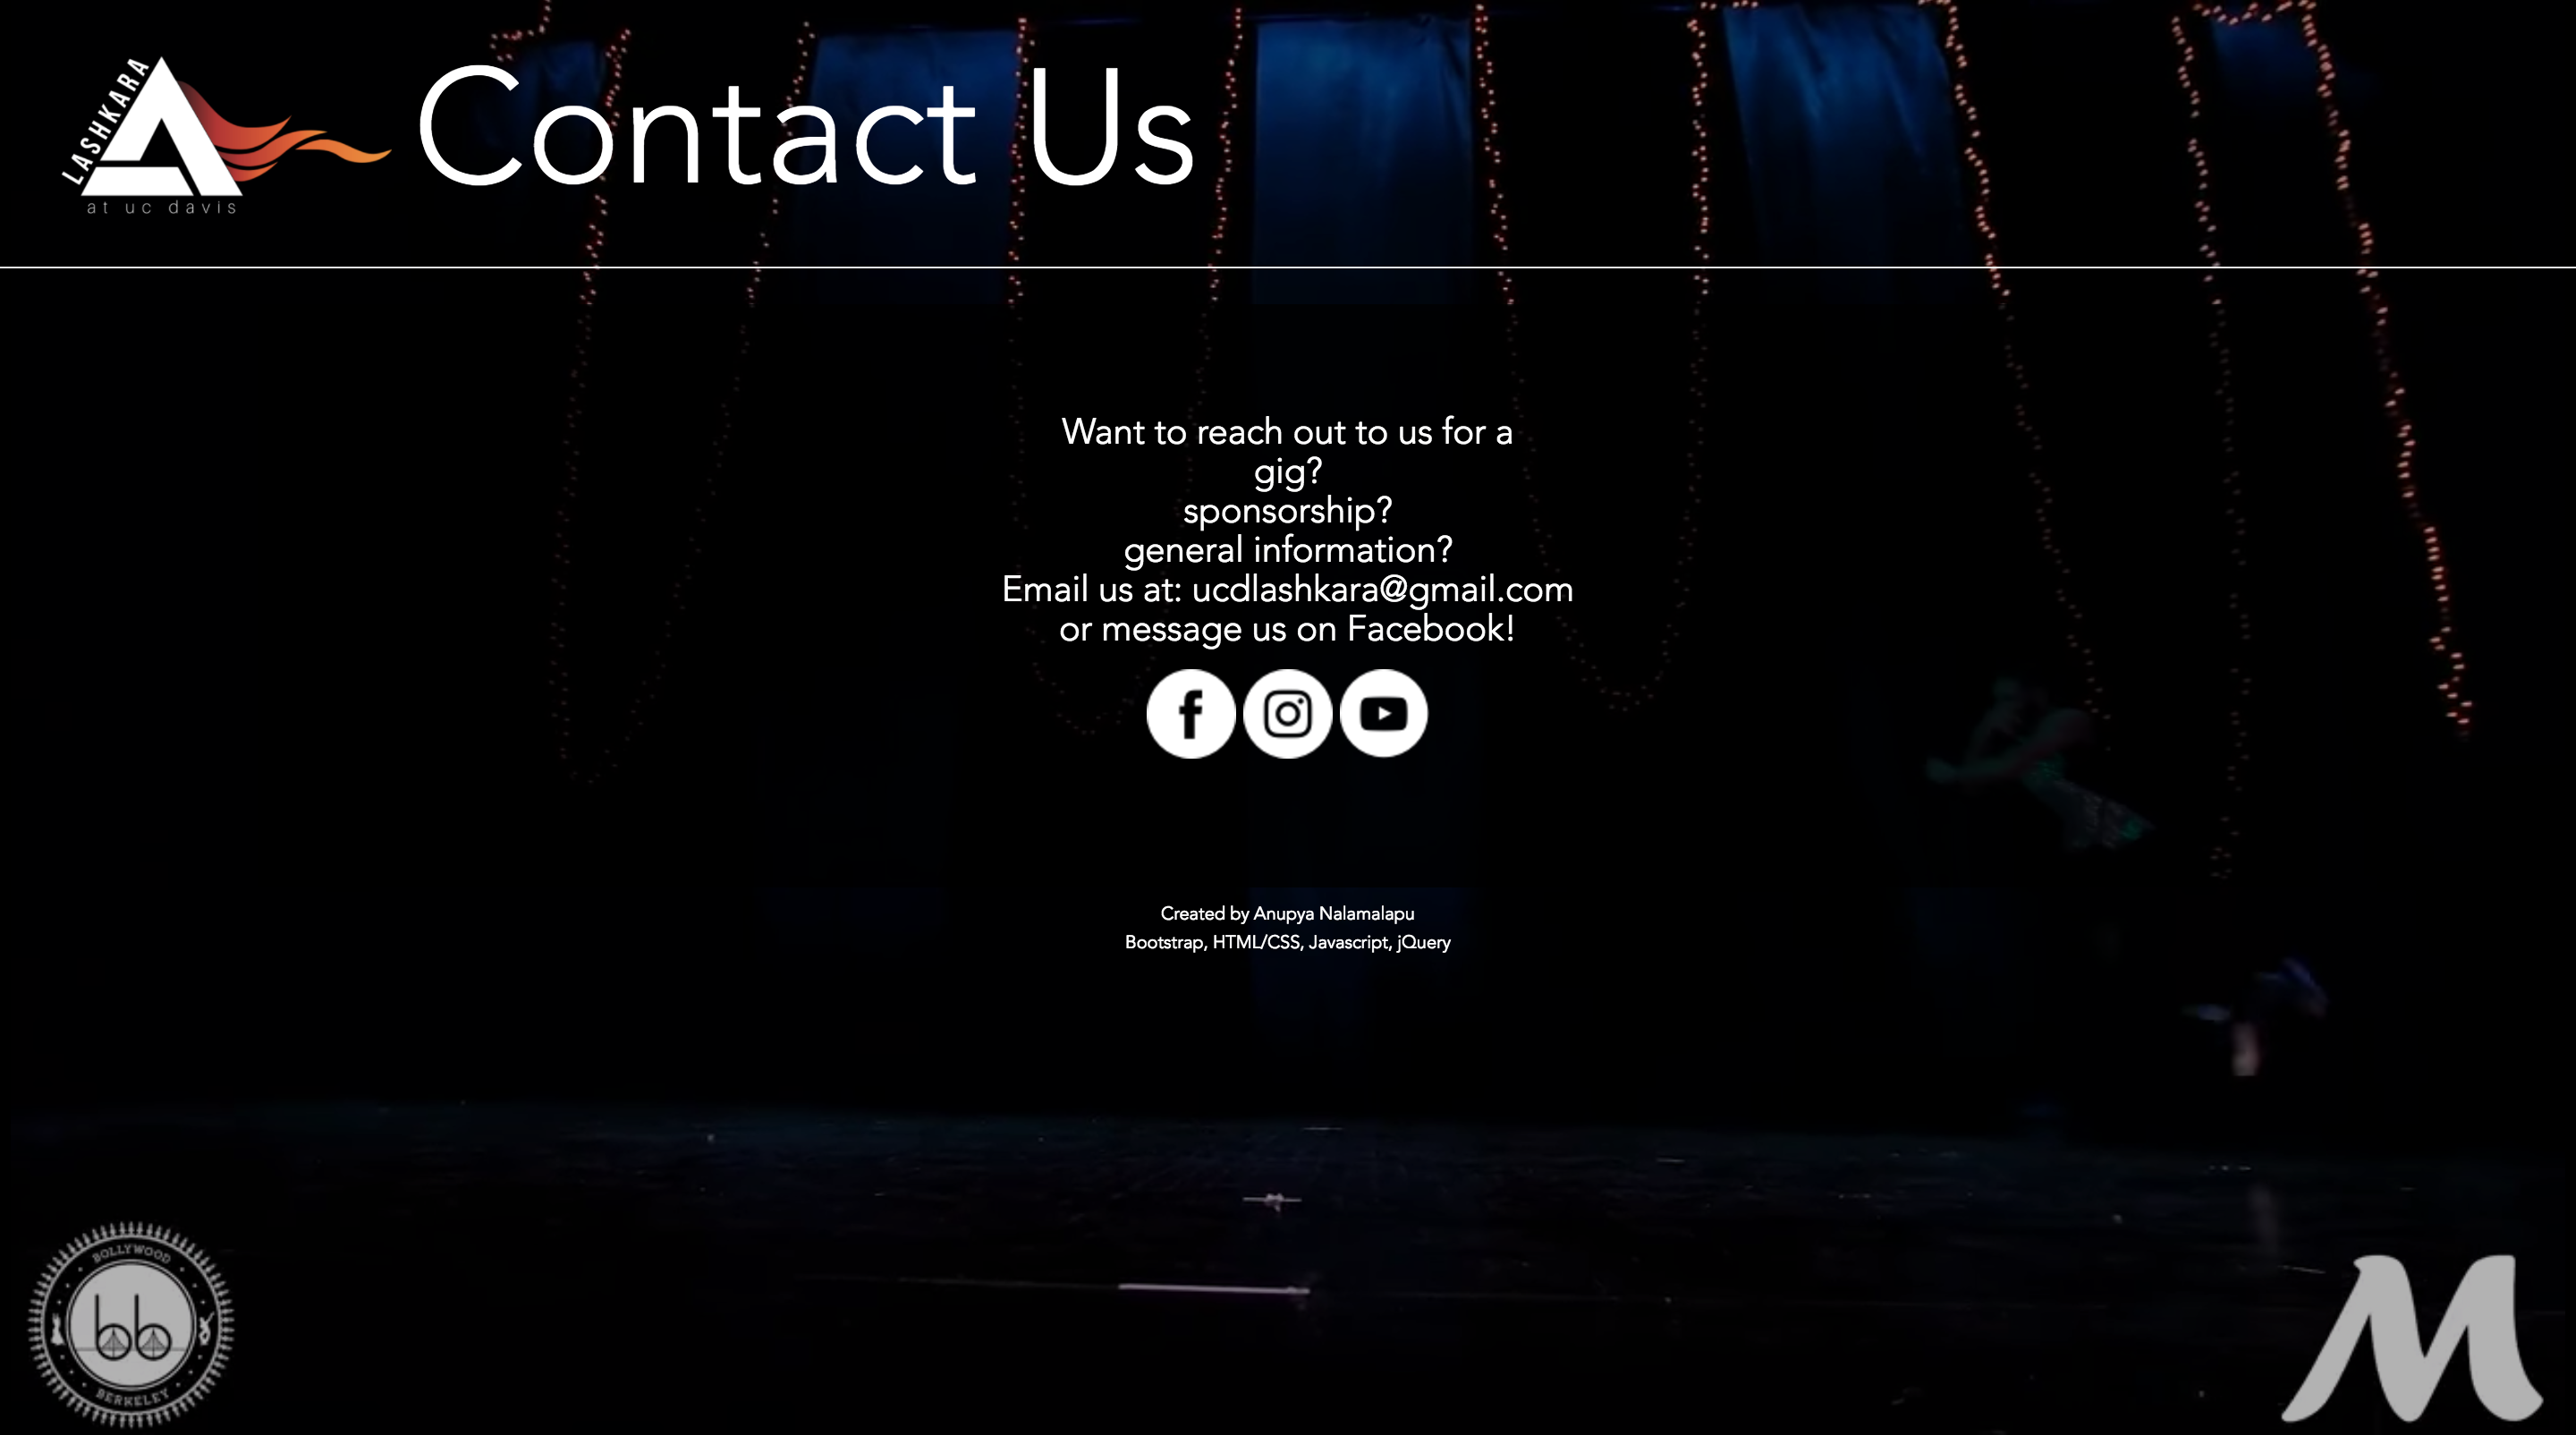 LASHKARA
at uc davis
Contact Us
Want to reach out to us for a
gig?
sponsorship?
general information?
Email us at: ucdlashkara@gmail.com
or message us on Facebook!
Created by Anupya Nalamalapu
Bootstrap, HTML/CSS, Javascript, jQuery
BOLLYWOOD
bb
BERKELEY
M